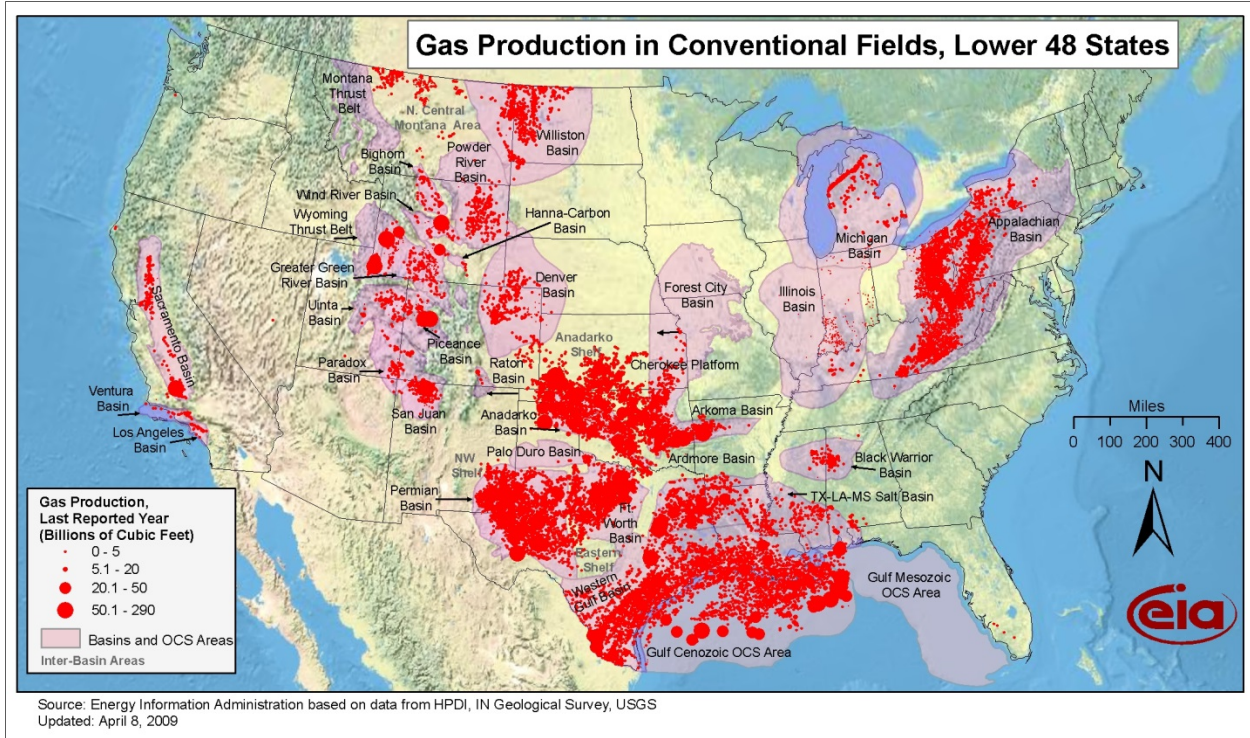 Gas Production in Conventional Fields, Lower 48 States
Montana
Thrust
Belt
N. Central
Montana Area
Williston
Basin
Powder
River
Basin
Bighorn
Basin
Wind River Basin
Wyoming
Thrust Belt
Hanna-Carbon
Basin
Greater Green
River Basin
Denver
Basin
Forest City
Basin
Illinois
Basin
Michigan
Basin
Appalachian
Basin
Uinta
Basin
Piceance
Basin
Anadarko
Shelf
Sacramento Basin
Paradox
Basin
Raton
Basin
Cherokee Platform
Ventura
Basin
Los Angeles
Basin
San Juan
Basin
Anadarko
Basin
Arkoma Basin
Palo Duro Basin
Ardmore Basin
Black Warrior
Basin
NW
Shelf
Permian
Basin
TX-LA-MS Salt Basin
Ft.
Worth
Basin
Eastern
Shelf
Western
Gulf Basin
Gulf Mesozoic
OCS Area
Gulf Cenozoic OCS Area
Miles
0 100 200 300 400
N
eia
Gas Production,
Last Reported Year
(Billions of Cubic Feet)
0 - 5
5.1 - 20
20.1 - 50
50.1 - 290
Basins and OCS Areas
Inter-Basin Areas
Source: Energy Information Administration based on data from HPDI, IN Geological Survey, USGS
Updated: April 8, 2009